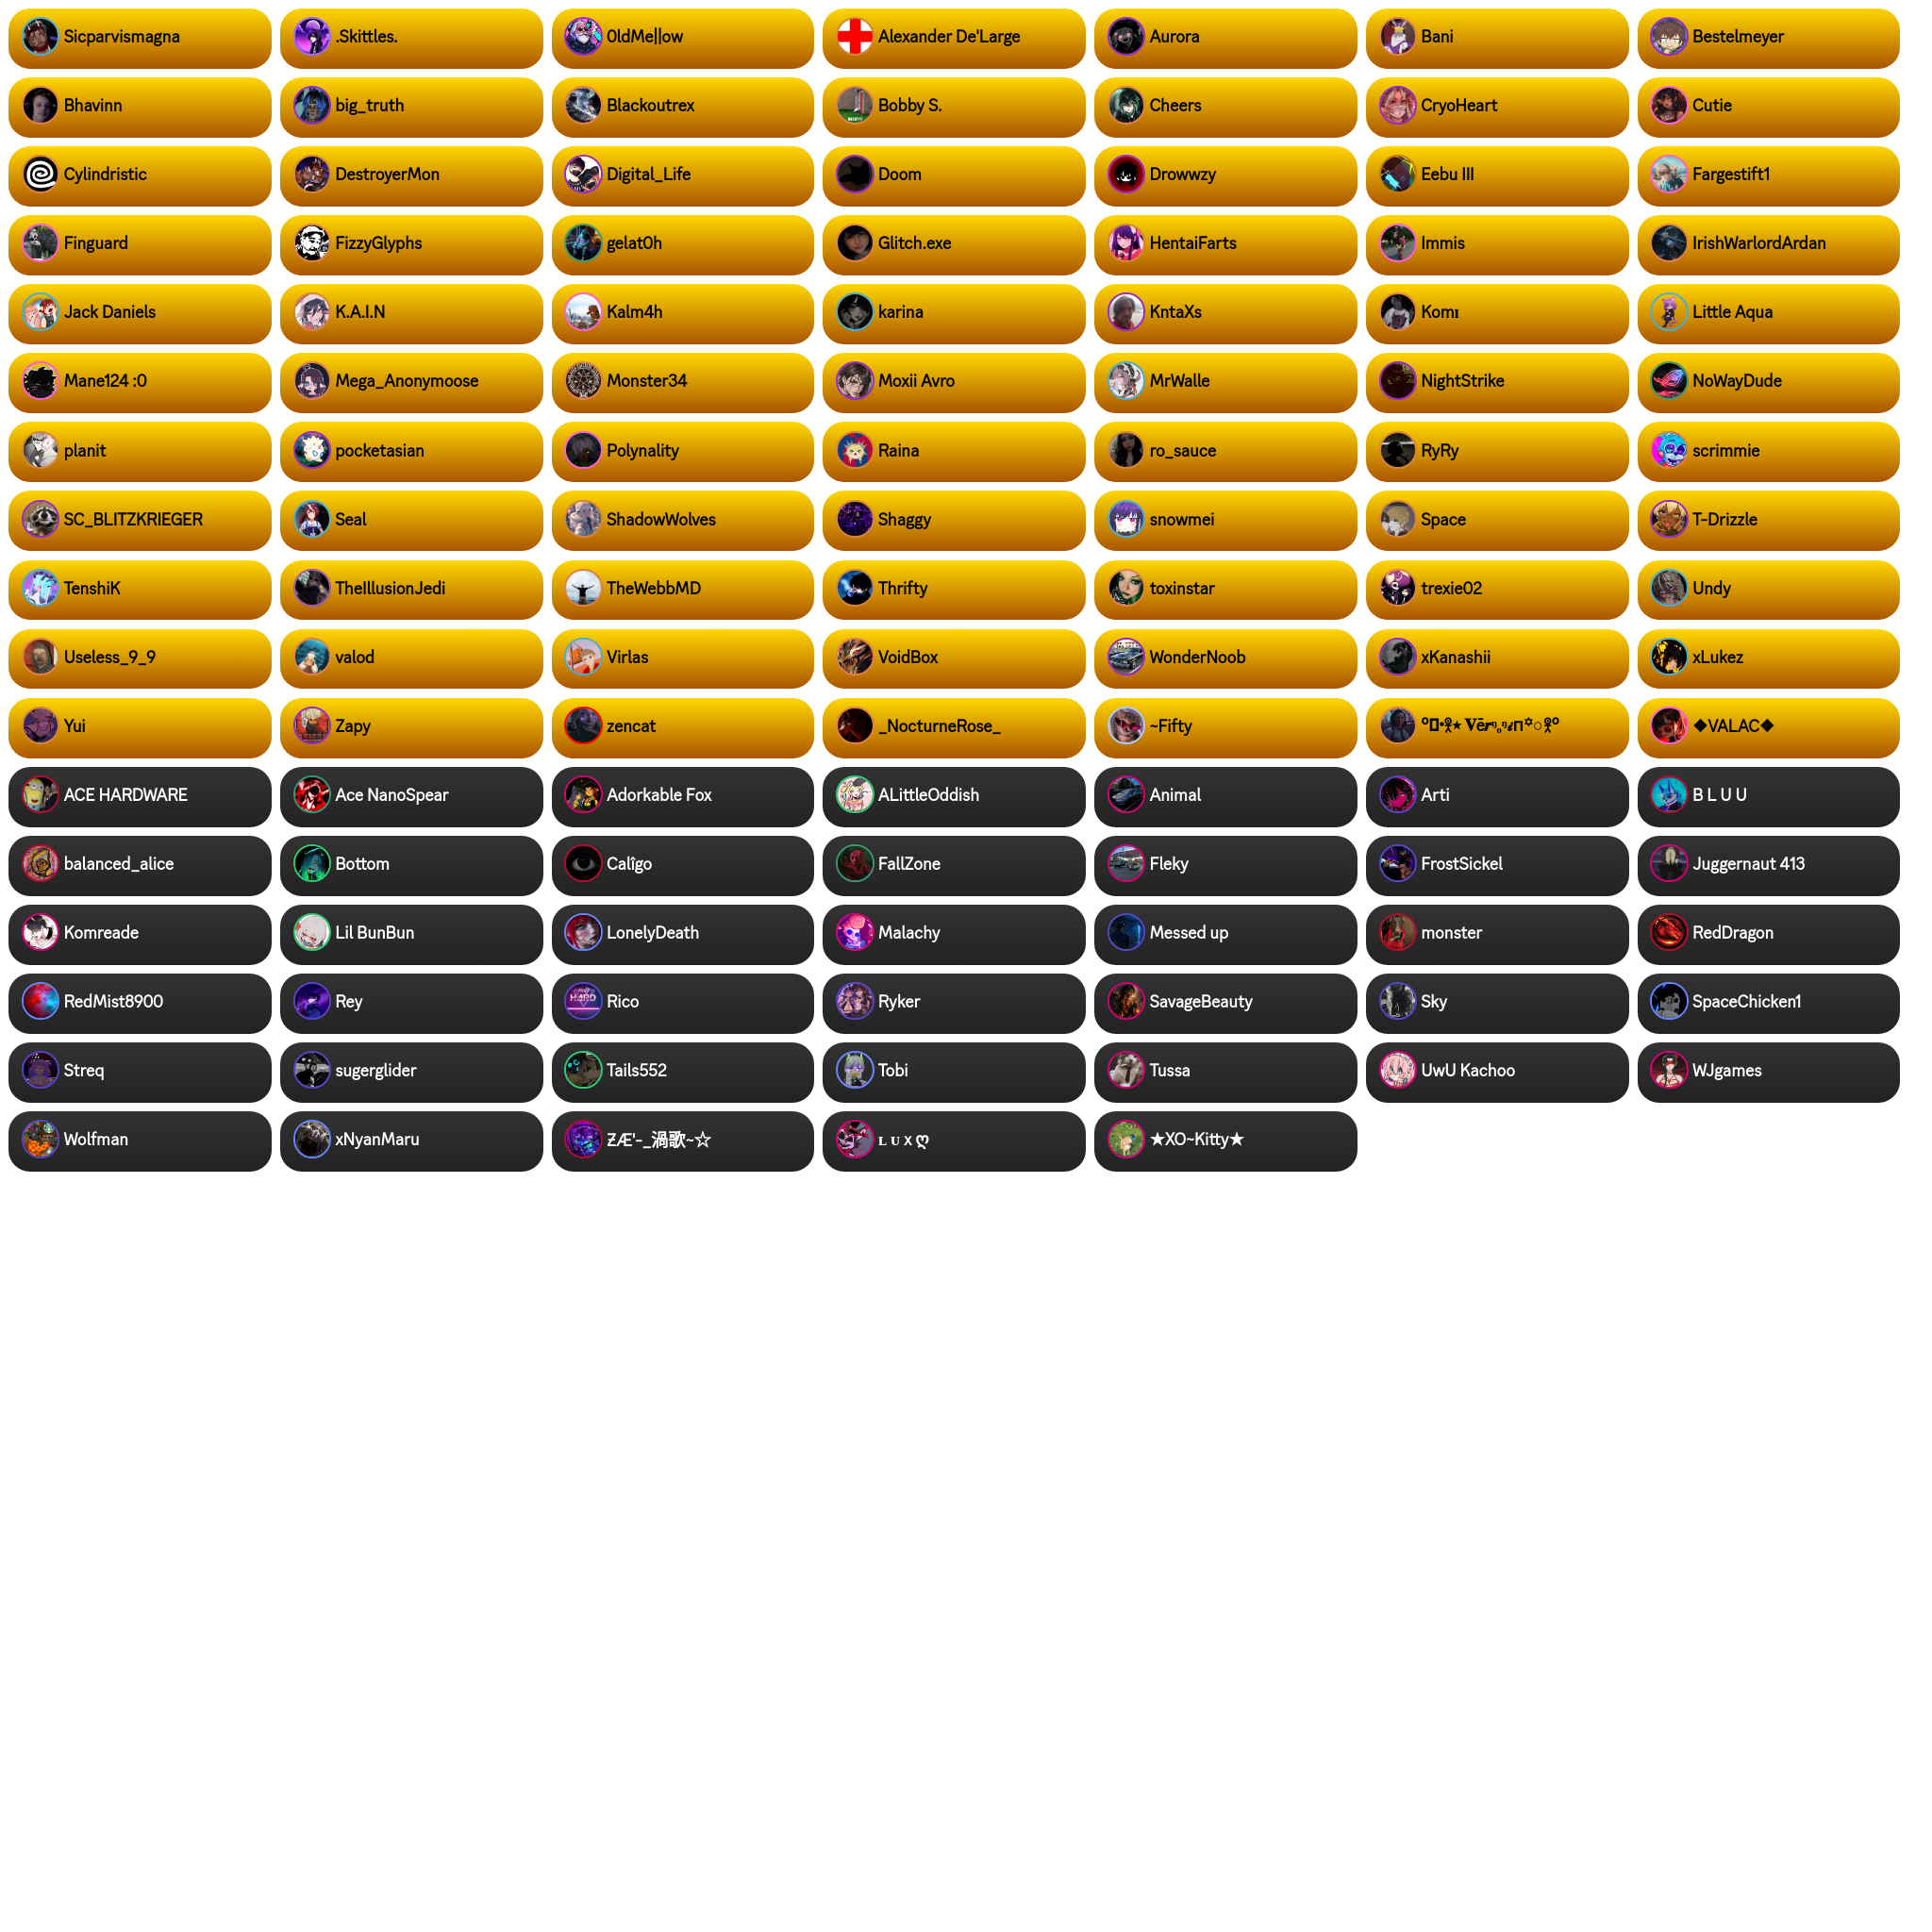 Sicparvismagna
.Skittles.
0ldMe||ow
Alexander De'Large
Aurora
Bani
Bestelmeyer
Bhavinn
big_truth
Blackoutrex
Bobby S.
Cheers
CryoHeart
Cutie
Cylindristic
DestroyerMon
Digital_Life
Doom
Drowwzy
Eebu III
Fargestift1
Finguard
FizzyGlyphs
gelat0h
Glitch.exe
HentaiFarts
Immis
IrishWarlordArdan
Jack Daniels
K.A.I.N
Kalm4h
karina
KntaXs
Komı
Little Aqua
Mane124 :0
Mega_Anonymoose
Monster34
Moxii Avro
MrWalle
NightStrike
NoWayDude
planit
pocketasian
Polynality
Raina
ro_sauce
RyRy
scrimmie
SC_BLITZKRIEGER
Seal
ShadowWolves
Shaggy
snowmei
Space
T-Drizzle
TenshiK
TheIllusionJedi
TheWebbMD
Thrifty
toxinstar
trexie02
Undy
Useless_9_9
valod
Virlas
VoidBox
WonderNoob
xKanashii
xLukez
Yui
Zapy
zencat
_NocturneRose_
~Fifty
❖VALAC❖
ACE HARDWARE
Ace NanoSpear
Adorkable Fox
ALittleOddish
Animal
Arti
B L U U
balanced_alice
Bottom
Calîgo
FallZone
Fleky
FrostSickel
Juggernaut 413
Komreade
Lil BunBun
LonelyDeath
Malachy
Messed up
monster
RedDragon
RedMist8900
Rey
Rico
Ryker
SavageBeauty
Sky
SpaceChicken1
Streq
sugerglider
Tails552
Tobi
Tussa
UwU Kachoo
WJgames
Wolfman
xNyanMaru
ƵÆ'-_渦歌~☆
ʟ ᴜ x ღ
★XO~Kitty★